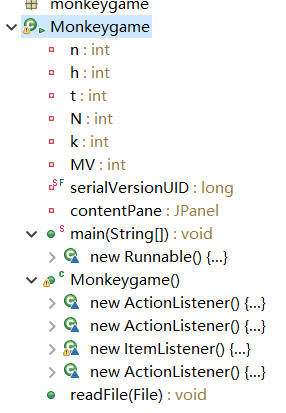 monkeygame
Monkeygame
n : int
h : int
t : int
N : int
k : int
MV : int
SF serialVersionUID : long
contentPane : JPanel
S main(String[]) : void
new Runnable() {...}
C Monkeygame()
new ActionListener() {...}
new ActionListener() {...}
new ItemListener() {...}
new ActionListener() {...}
readFile(File) : void